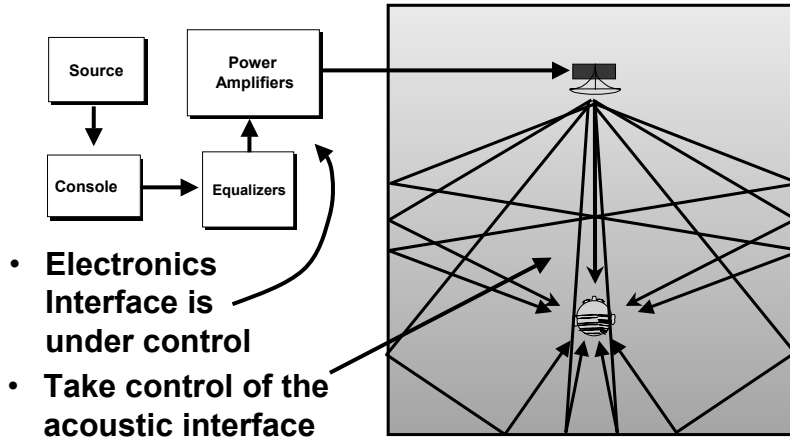 Source
Power
Amplifiers
Console
Equalizers
• Electronics
Interface is
under control
• Take control of the
acoustic interface